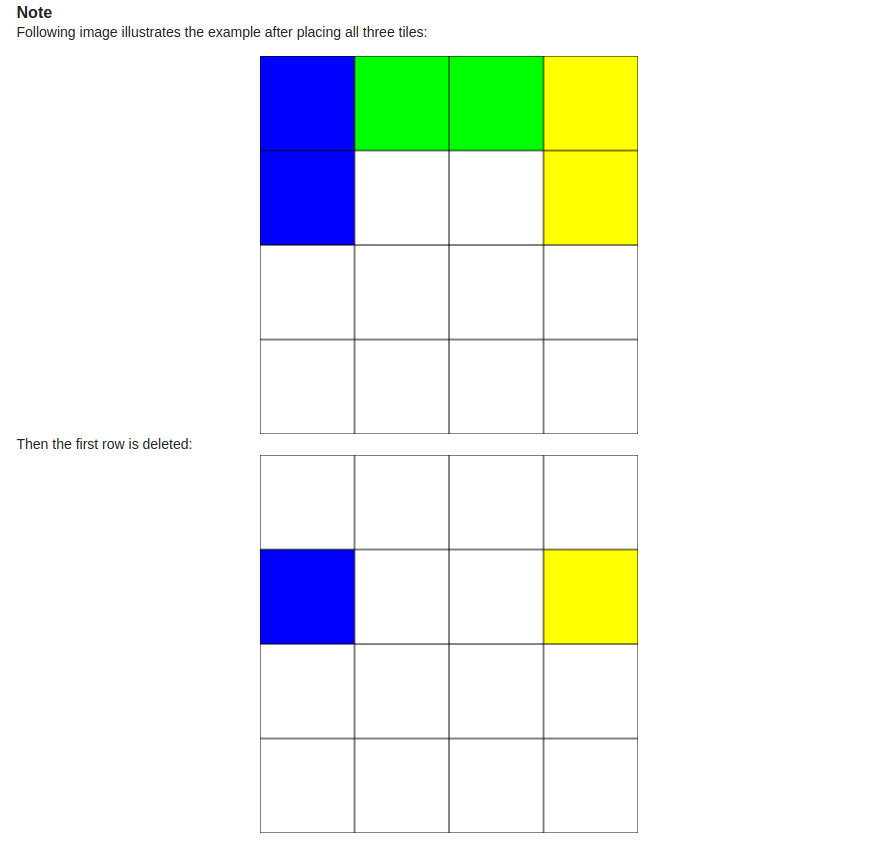 Note
Following image illustrates the example after placing all three tiles:
Then the first row is deleted: